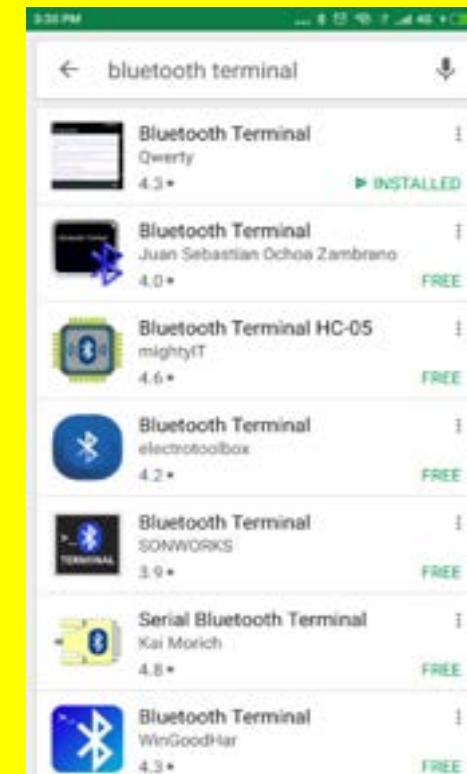 3:30 PM
bluetooth terminal
Bluetooth Terminal
Qwerty
4.3★
INSTALLED
Bluetooth Terminal
Juan Sebastian Ochoa Zambrano
4.0★
FREE
Bluetooth Terminal HC-05
mightyIT
4.6★
FREE
Bluetooth Terminal
electrotoolbox
4.2★
FREE
>_
TERMINAL
Bluetooth Terminal
SONWORKS
3.9★
FREE
Serial Bluetooth Terminal
Kai Morich
4.8★
FREE
Bluetooth Terminal
WinGoodHar
4.3★
FREE